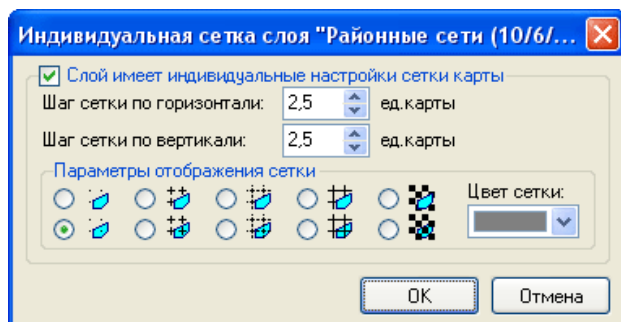 Индивидуальная сетка слоя "Районные сети (10/6/...
Слой имеет индивидуальные настройки сетки карты
Шаг сетки по горизонтали: 2,5 ед.карты
Шаг сетки по вертикали: 2,5 ед.карты
Параметры отображения сетки
Цвет сетки:
OK Отмена